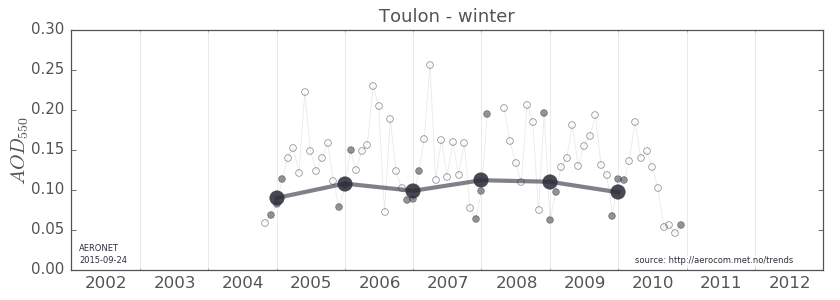 Toulon - winter
0.30
0.25
0.20
0.15
0.10
0.05
0.00
AOD550
AERONET
2015-09-24
source: http://aerocom.met.no/trends
2002 2003 2004 2005 2006 2007 2008 2009 2010 2011 2012